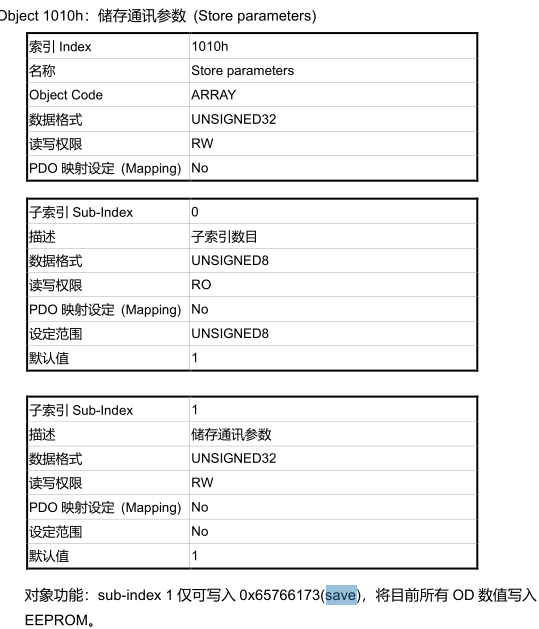 Object 1010h：储存通讯参数 (Store parameters)
索引 Index 1010h
名称 Store parameters
Object Code ARRAY
数据格式 UNSIGNED32
读写权限 RW
PDO 映射设定 (Mapping) No
子索引 Sub-Index 0
描述 子索引数目
数据格式 UNSIGNED8
读写权限 RO
PDO 映射设定 (Mapping) No
设定范围 UNSIGNED8
默认值 1
子索引 Sub-Index 1
描述 储存通讯参数
数据格式 UNSIGNED32
读写权限 RW
PDO 映射设定 (Mapping) No
设定范围 No
默认值 1
对象功能：sub-index 1 仅可写入 0x65766173(save)，将目前所有 OD 数值写入
EEPROM。